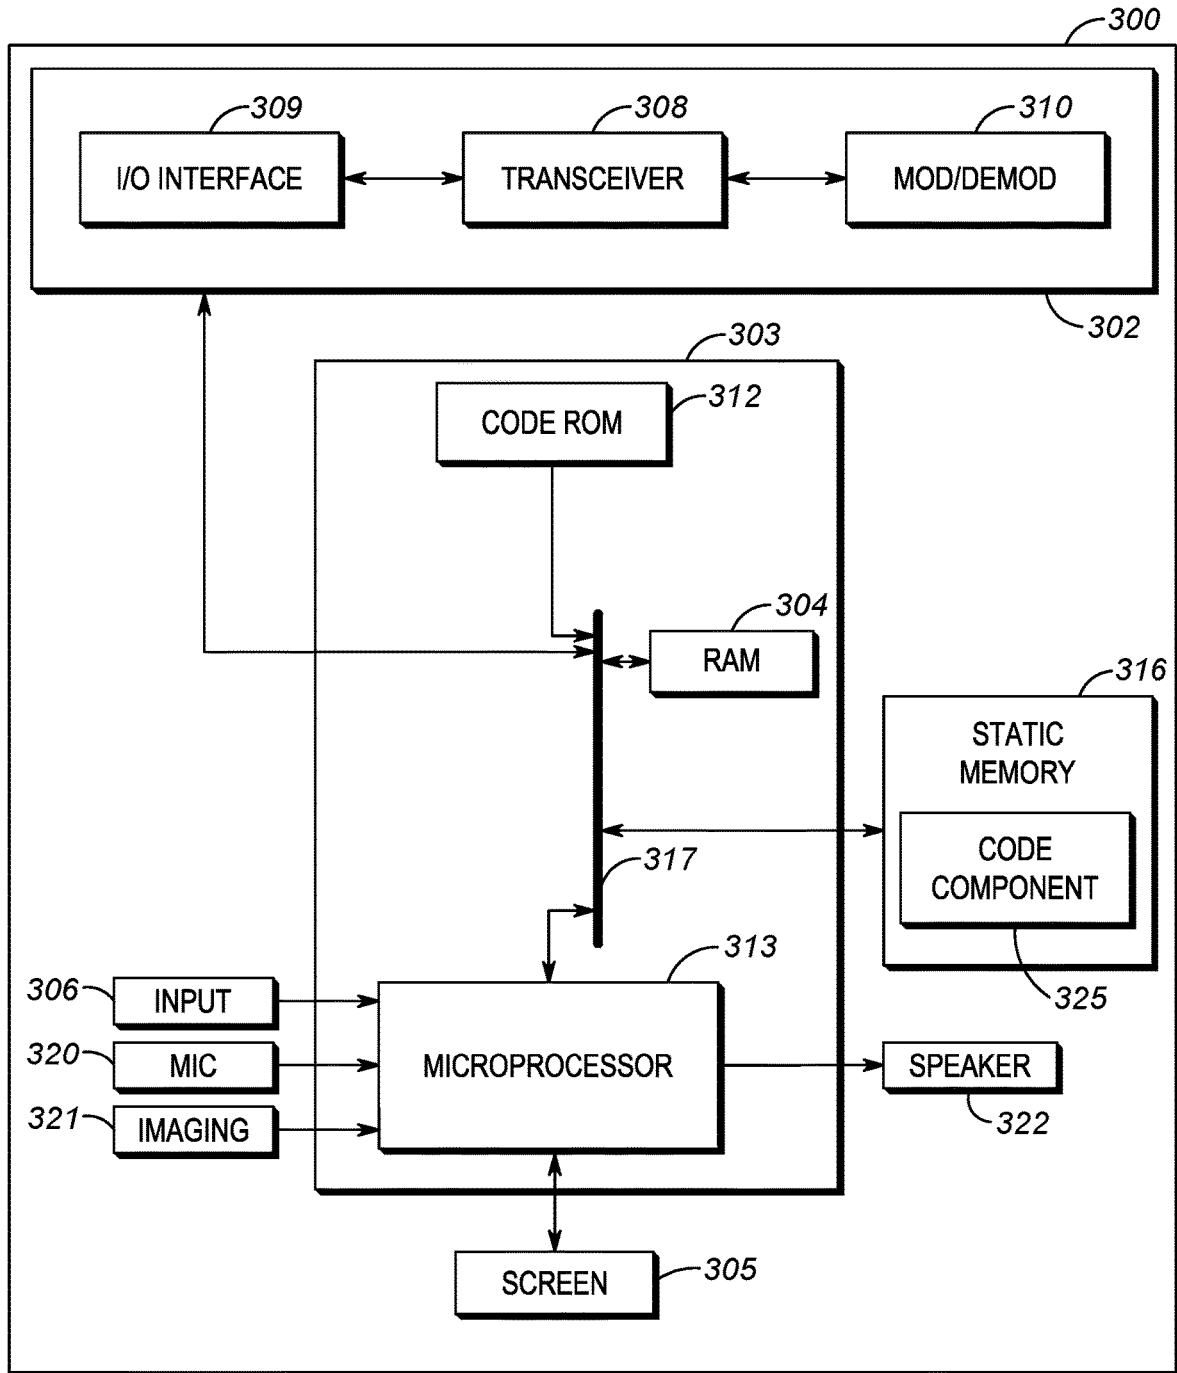 300
309
308
310
I/O INTERFACE
TRANSCEIVER
MOD/DEMOD
302
303
312
CODE ROM
304
RAM
316
STATIC
MEMORY
317
CODE
COMPONENT
313
325
306
INPUT
320
MIC
MICROPROCESSOR
SPEAKER
321
IMAGING
322
SCREEN
305